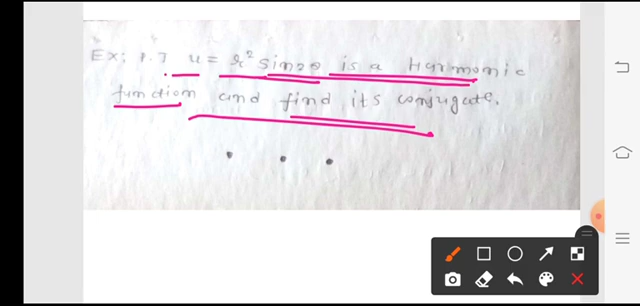 Ex: 1.7 u = r² sin2θ is a Harmonic
function and find its conjugate.